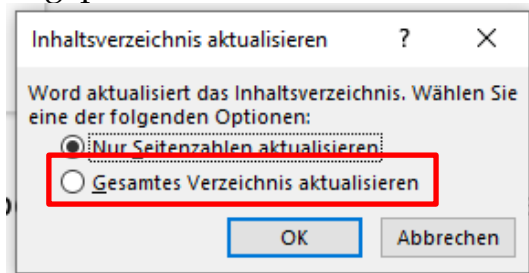 Inhaltsverzeichnis aktualisieren ? ×
Word aktualisiert das Inhaltsverzeichnis. Wählen Sie
eine der folgenden Optionen:
Nur Seitenzahlen aktualisieren
Gesamtes Verzeichnis aktualisieren
OK Abbrechen